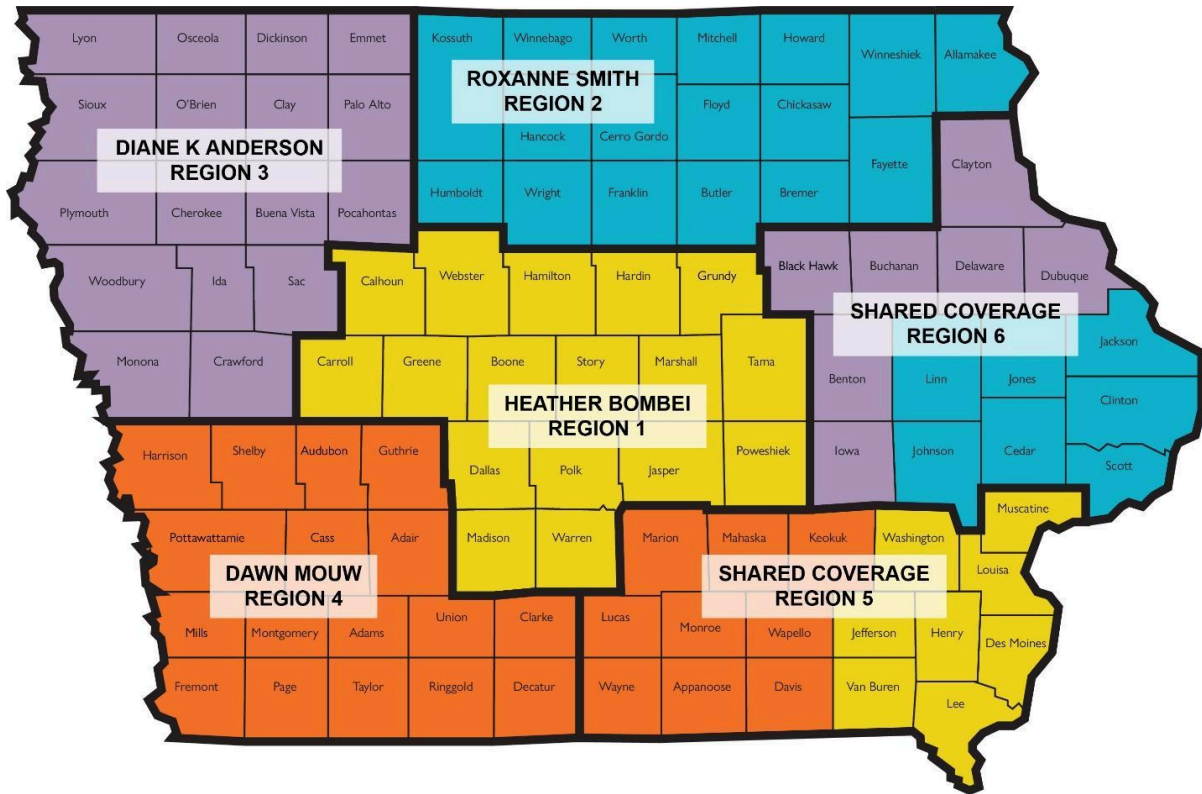 Lyon
Osceola
Dickinson
Emmet
Kossuth
Winnebago
Worth
Mitchell
Howard
Winneshiek
Allamakee
ROXANNE SMITH
REGION 2
Sioux
O'Brien
Clay
Palo Alto
Hancock
Cerro Gordo
Floyd
Chickasaw
DIANE K ANDERSON
REGION 3
Fayette
Clayton
Plymouth
Cherokee
Buena Vista
Pocahontas
Humboldt
Wright
Franklin
Butler
Bremer
Woodbury
Ida
Sac
Calhoun
Webster
Hamilton
Hardin
Grundy
Black Hawk
Buchanan
Delaware
Dubuque
SHARED COVERAGE
REGION 6
Monona
Crawford
Carroll
Greene
Boone
Story
Marshall
Tama
Benton
Linn
Jones
Jackson
Clinton
HEATHER BOMBEI
REGION 1
Harrison
Shelby
Audubon
Guthrie
Dallas
Polk
Jasper
Poweshiek
Iowa
Johnson
Cedar
Scott
Muscatine
Pottawattamie
Cass
Adair
Madison
Warren
Marion
Mahaska
Keokuk
Washington
Louisa
DAWN MOUW
REGION 4
SHARED COVERAGE
REGION 5
Mills
Montgomery
Adams
Union
Clarke
Lucas
Monroe
Wapello
Jefferson
Henry
Des Moines
Fremont
Page
Taylor
Ringgold
Decatur
Wayne
Appanoose
Davis
Van Buren
Lee